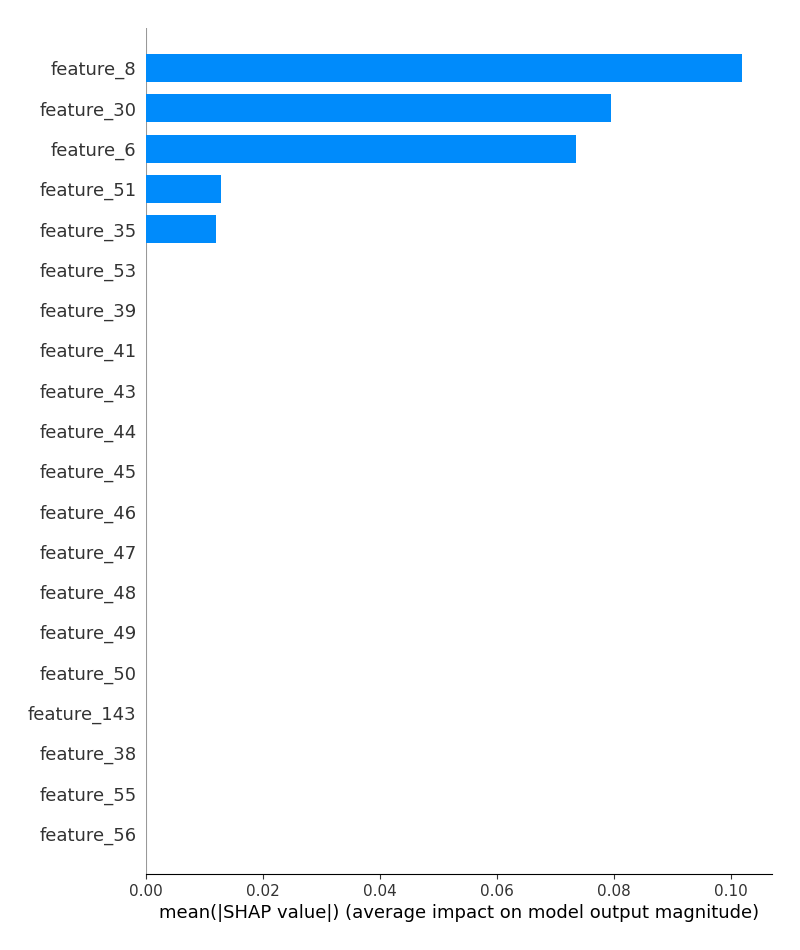 feature_8
feature_30
feature_6
feature_51
feature_35
feature_53
feature_39
feature_41
feature_43
feature_44
feature_45
feature_46
feature_47
feature_48
feature_49
feature_50
feature_143
feature_38
feature_55
feature_56
0.00 0.02 0.04 0.06 0.08 0.10
mean(|SHAP value|) (average impact on model output magnitude)